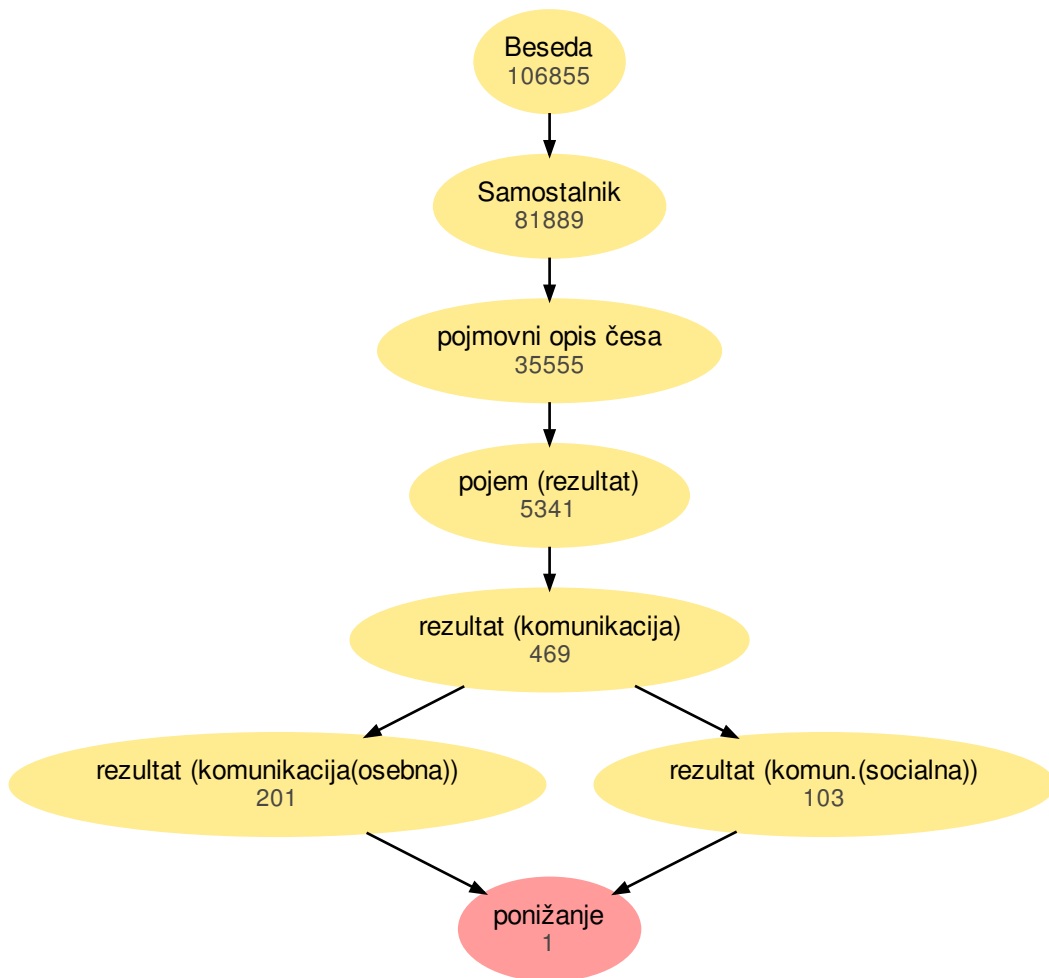 Beseda
106855
Samostalnik
81889
pojmovni opis česa
35555
pojem (rezultat)
5341
rezultat (komunikacija)
469
rezultat (komunikacija(osebna))
201
rezultat (komun.(socialna))
103
ponižanje
1